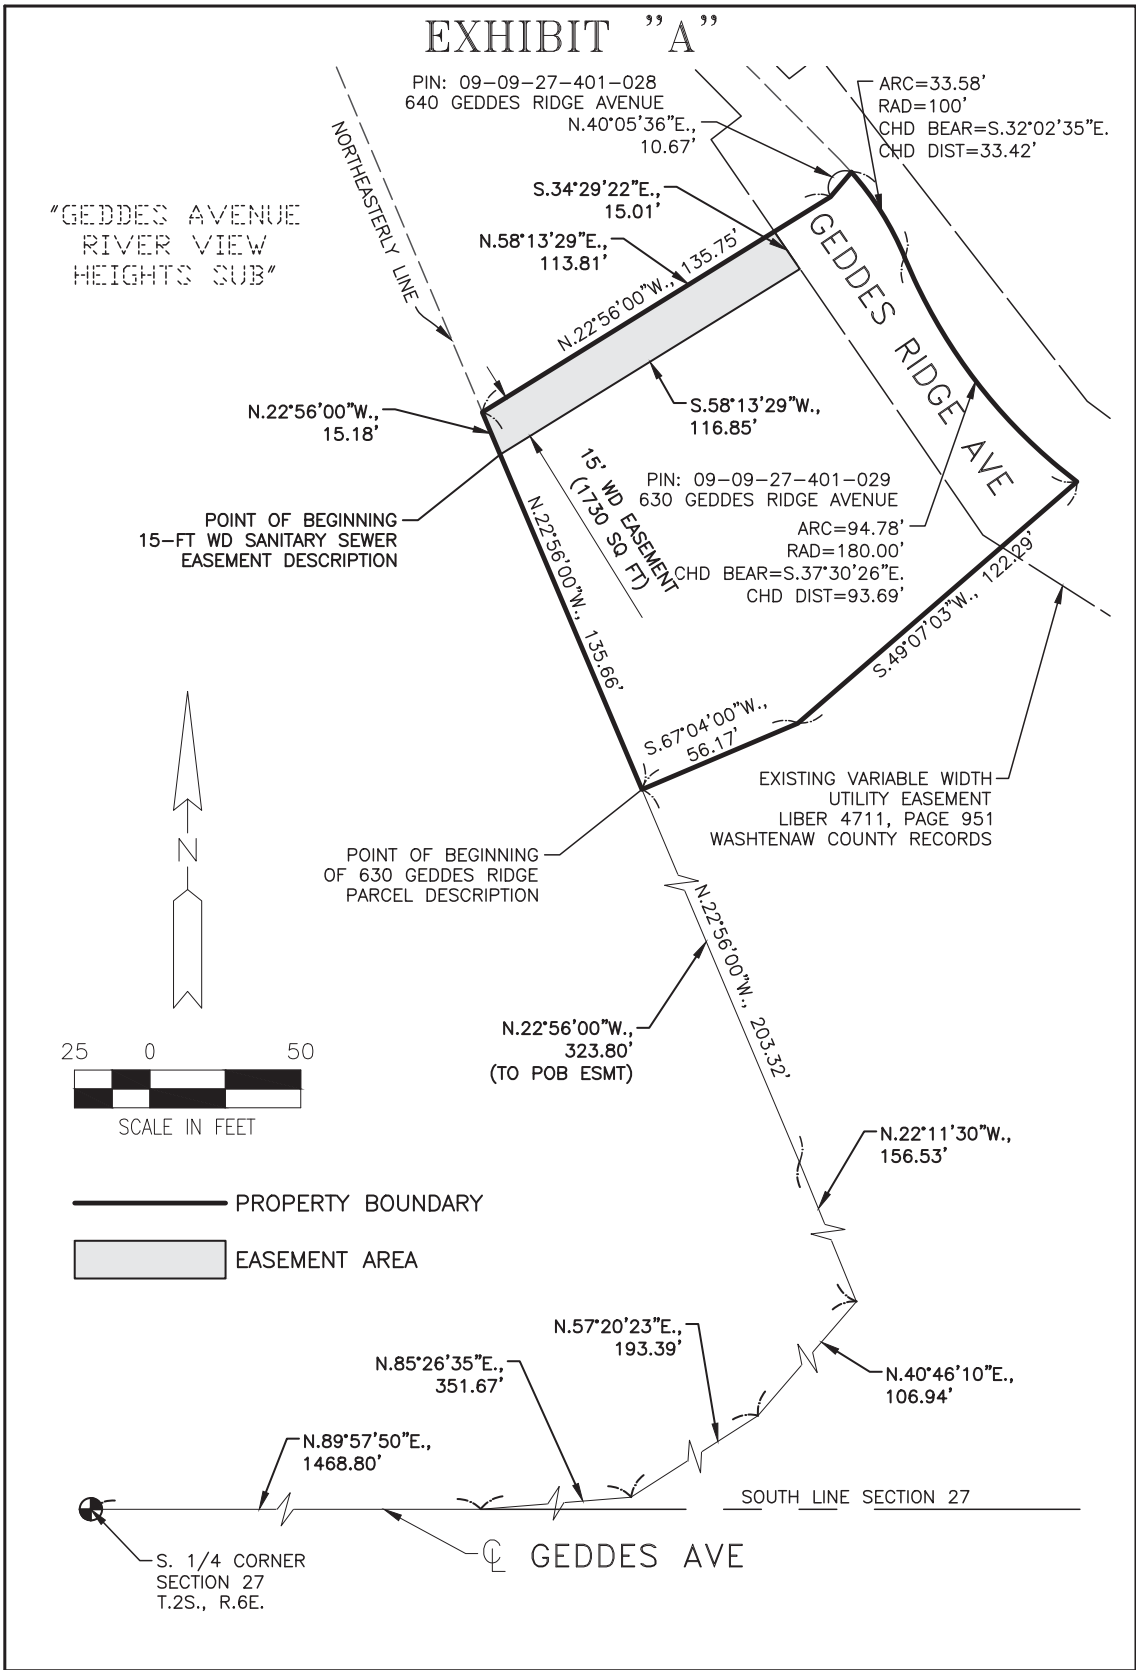 EXHIBIT "A"
PIN: 09-09-27-401-028
640 GEDDES RIDGE AVENUE
N.40°05'36"E.,
10.67'
ARC=33.58'
RAD=100'
CHD BEAR=S.32°02'35"E.
CHD DIST=33.42'
NORTHEASTERLY LINE
"GEDDES AVENUE
RIVER VIEW
HEIGHTS SUB"
S.34°29'22"E.,
15.01'
N.58°13'29"E.,
113.81'
N.22°56'00"W., 135.75'
GEDDES RIDGE AVE
N.22°56'00"W.,
15.18'
S.58°13'29"W.,
116.85'
15' WD EASEMENT
(1730 SQ FT)
PIN: 09-09-27-401-029
630 GEDDES RIDGE AVENUE
ARC=94.78'
RAD=180.00'
CHD BEAR=S.37°30'26"E.
CHD DIST=93.69'
POINT OF BEGINNING
15-FT WD SANITARY SEWER
EASEMENT DESCRIPTION
N.22°56'00"W., 135.66'
S.49°07'03"W., 122.29'
S.67°04'00"W.,
56.17'
EXISTING VARIABLE WIDTH
UTILITY EASEMENT
LIBER 4711, PAGE 951
WASHTENAW COUNTY RECORDS
N
POINT OF BEGINNING
OF 630 GEDDES RIDGE
PARCEL DESCRIPTION
N.22°56'00"W., 203.32'
N.22°56'00"W.,
323.80'
(TO POB ESMT)
25 0 50
SCALE IN FEET
N.22°11'30"W.,
156.53'
PROPERTY BOUNDARY
EASEMENT AREA
N.57°20'23"E.,
193.39'
N.85°26'35"E.,
351.67'
N.40°46'10"E.,
106.94'
N.89°57'50"E.,
1468.80'
SOUTH LINE SECTION 27
S. 1/4 CORNER
SECTION 27
T.2S., R.6E.
℄ GEDDES AVE